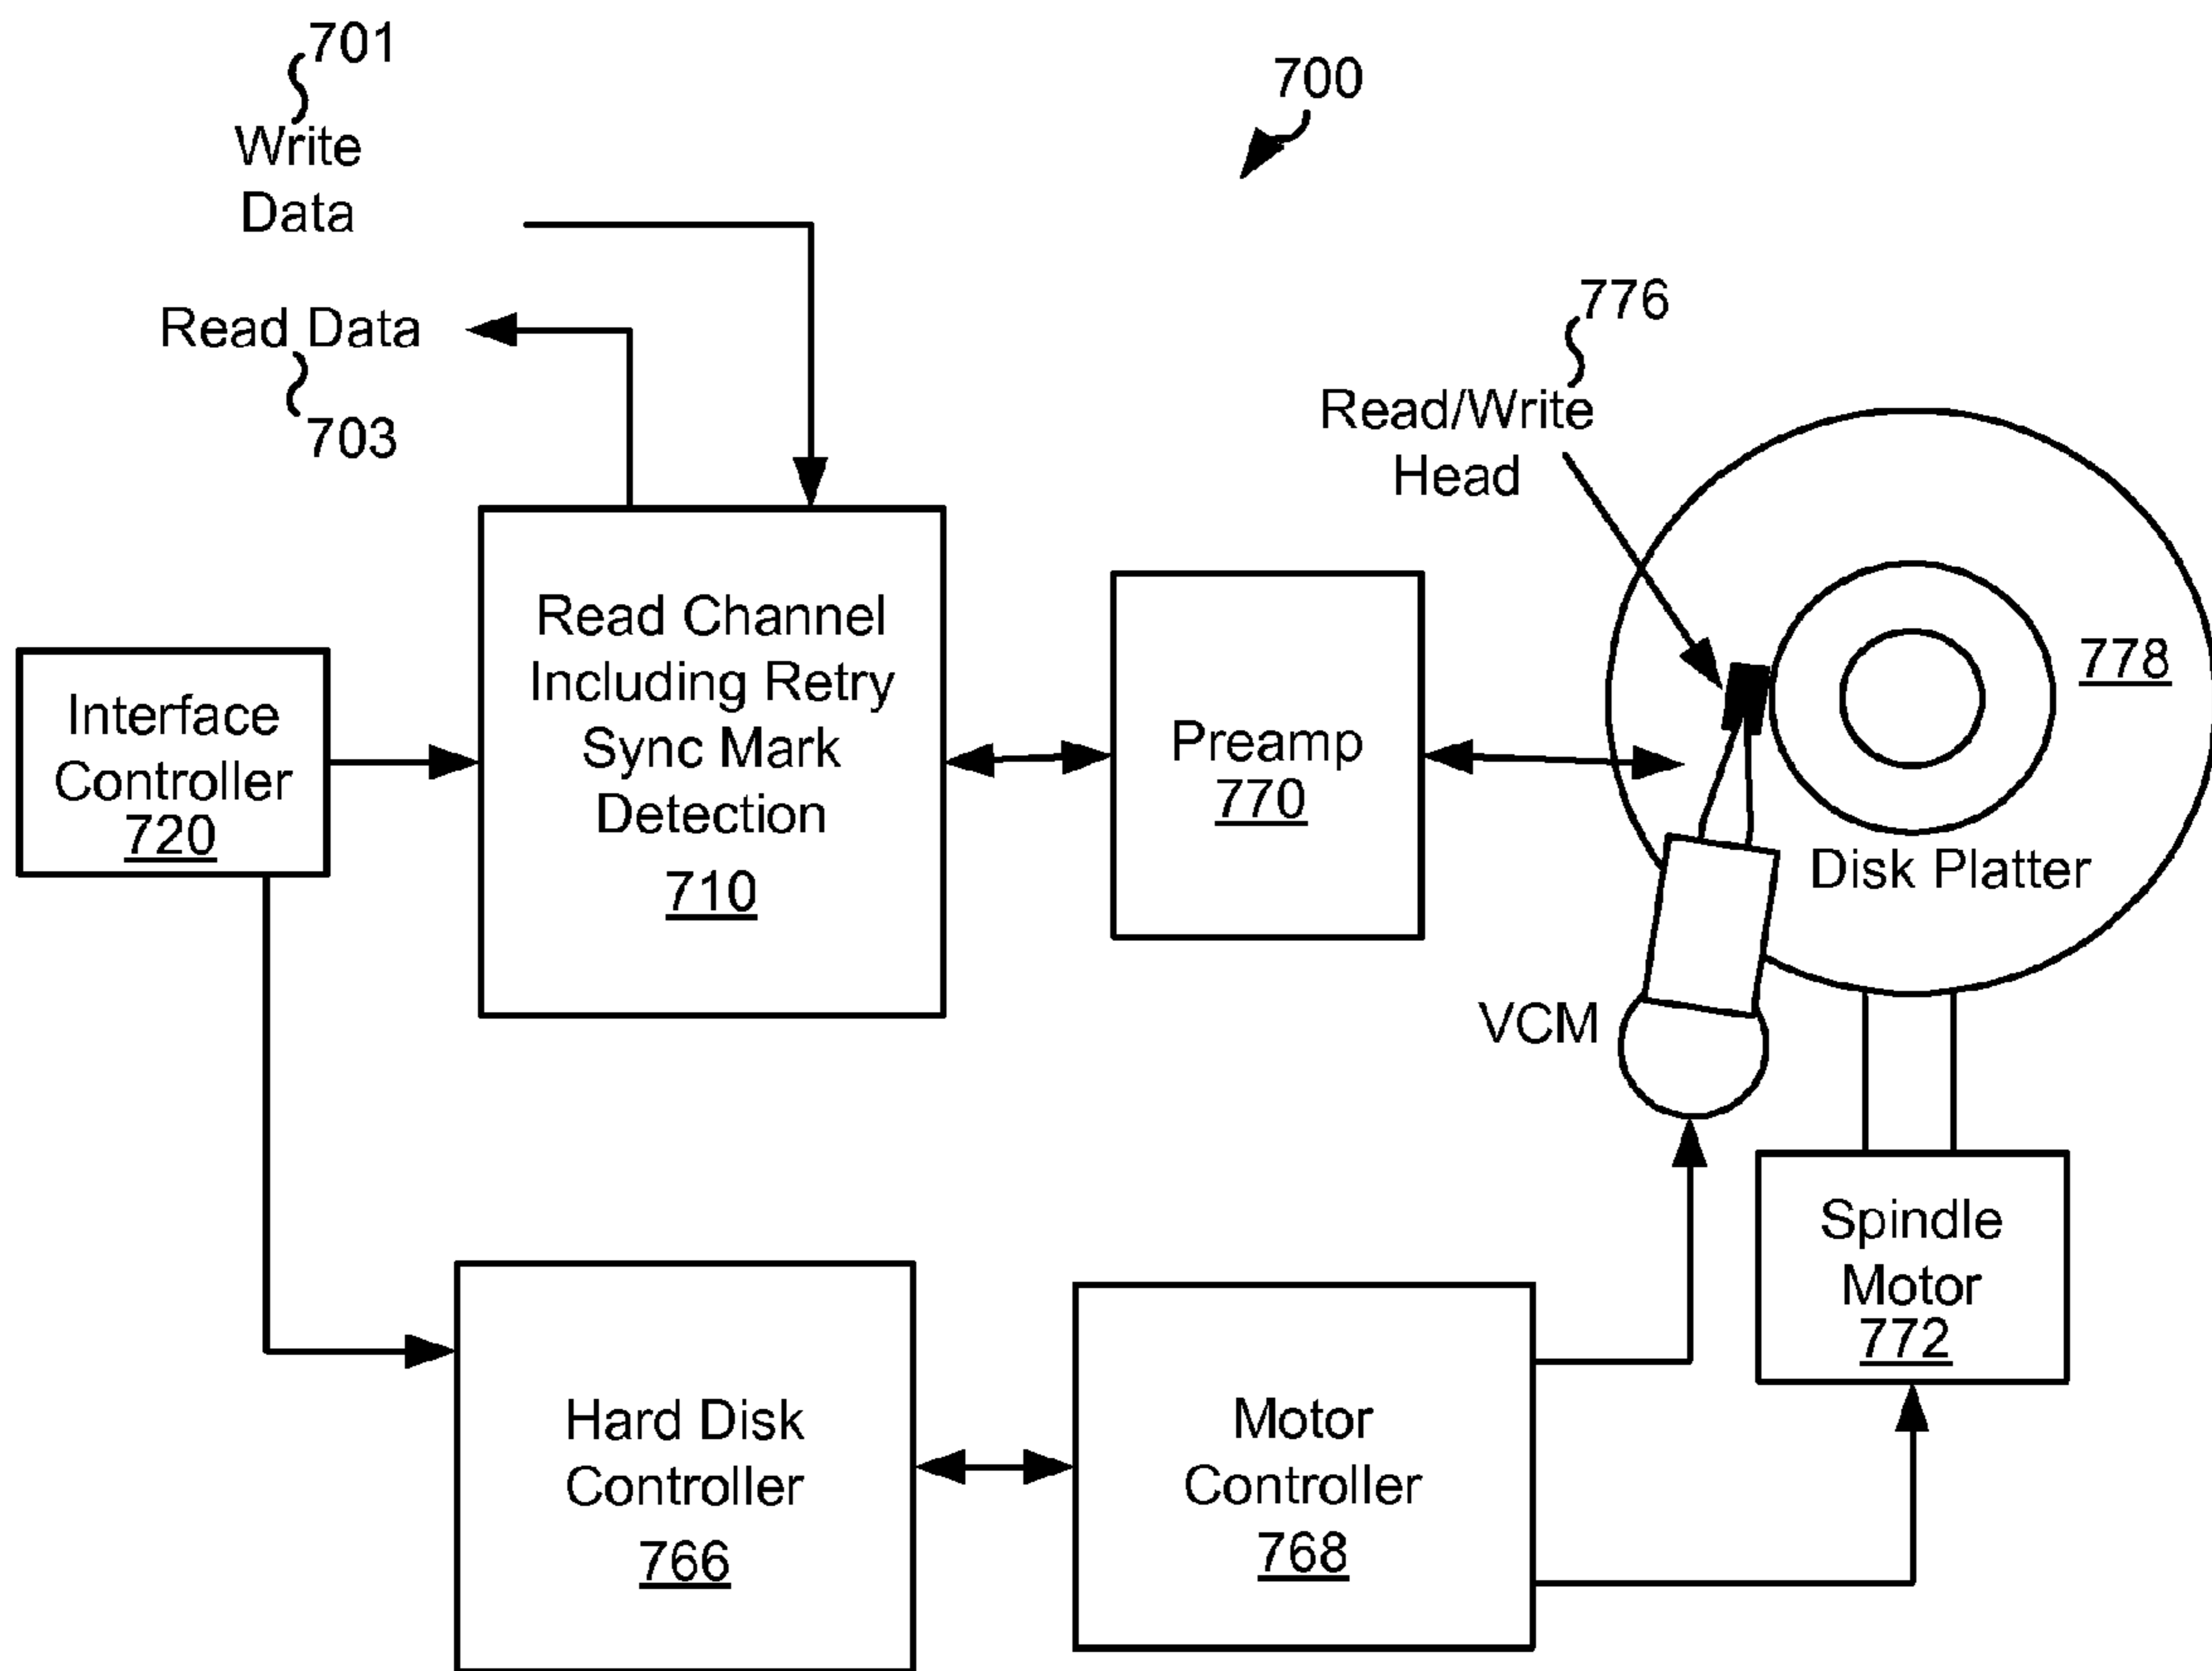 701
Write
Data
700
Read Data
703
776
Read/Write
Head
Interface
Controller
720
Read Channel
Including Retry
Sync Mark
Detection
710
Preamp
770
778
Disk Platter
VCM
Spindle
Motor
772
Hard Disk
Controller
766
Motor
Controller
768